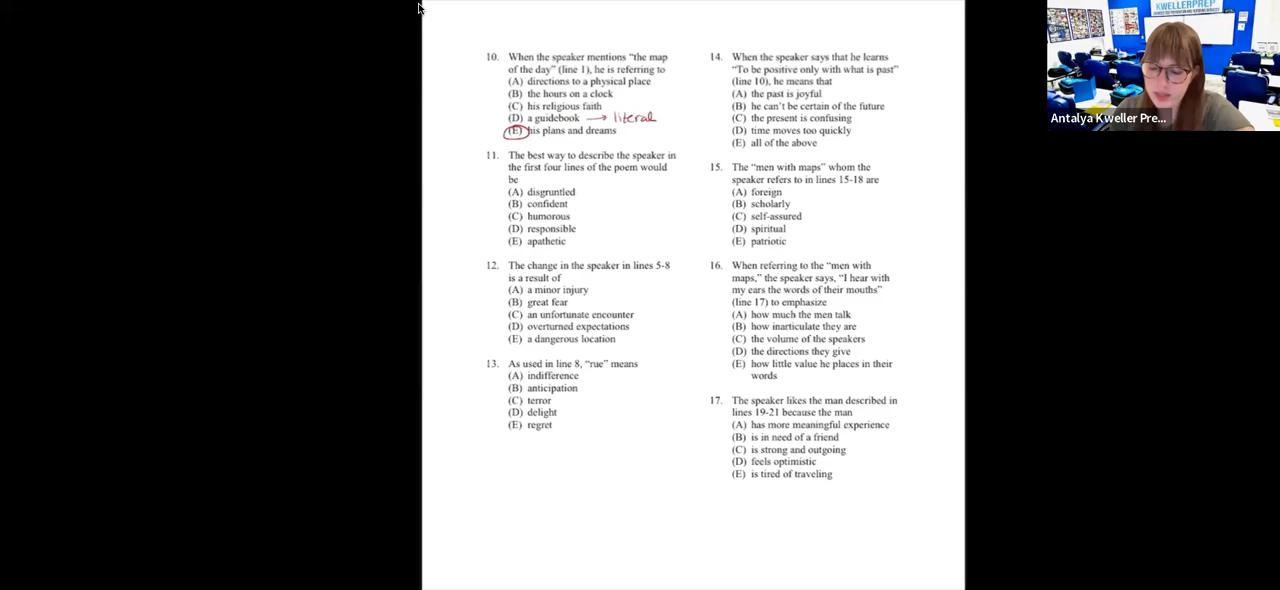 10. When the speaker mentions "the map
of the day" (line 1), he is referring to
(A) directions to a physical place
(B) the hours on a clock
(C) his religious faith
(D) a guidebook → literal
(E) his plans and dreams
11. The best way to describe the speaker in
the first four lines of the poem would
be
(A) disgruntled
(B) confident
(C) humorous
(D) responsible
(E) apathetic
12. The change in the speaker in lines 5-8
is a result of
(A) a minor injury
(B) great fear
(C) an unfortunate encounter
(D) overturned expectations
(E) a dangerous location
13. As used in line 8, "rue" means
(A) indifference
(B) anticipation
(C) terror
(D) delight
(E) regret
14. When the speaker says that he learns
"To be positive only with what is past"
(line 10), he means that
(A) the past is joyful
(B) he can't be certain of the future
(C) the present is confusing
(D) time moves too quickly
(E) all of the above
15. The "men with maps" whom the
speaker refers to in lines 15-18 are
(A) foreign
(B) scholarly
(C) self-assured
(D) spiritual
(E) patriotic
16. When referring to the "men with
maps," the speaker says, "I hear with
my ears the words of their mouths"
(line 17) to emphasize
(A) how much the men talk
(B) how inarticulate they are
(C) the volume of the speakers
(D) the directions they give
(E) how little value he places in their
words
17. The speaker likes the man described in
lines 19-21 because the man
(A) has more meaningful experience
(B) is in need of a friend
(C) is strong and outgoing
(D) feels optimistic
(E) is tired of traveling
KWELLERPREP
Antalya Kweller Pre...